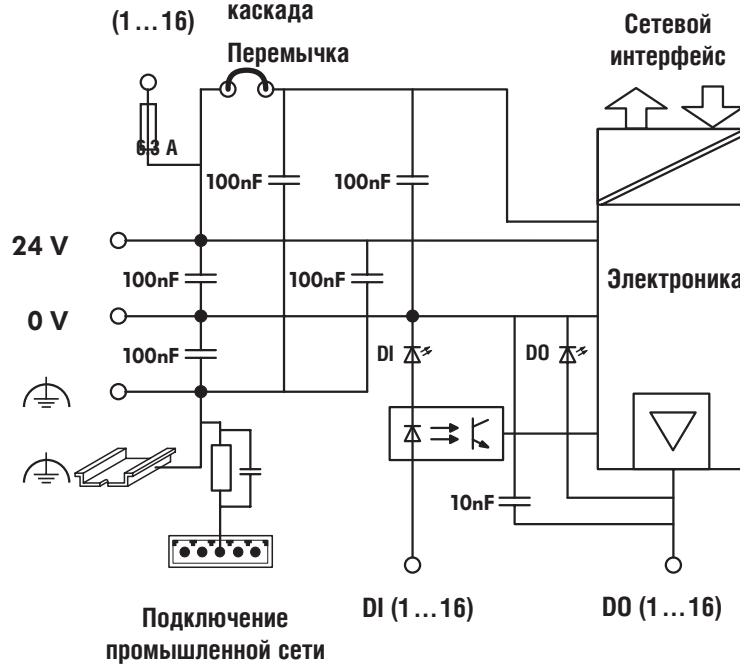 каскада
(1...16)
Перемычка
Сетевой
интерфейс
6.3 A
100nF
100nF
24 V
100nF
100nF
Электроника
0 V
100nF
DI
DO
10nF
DI (1...16)
DO (1...16)
Подключение
промышленной сети